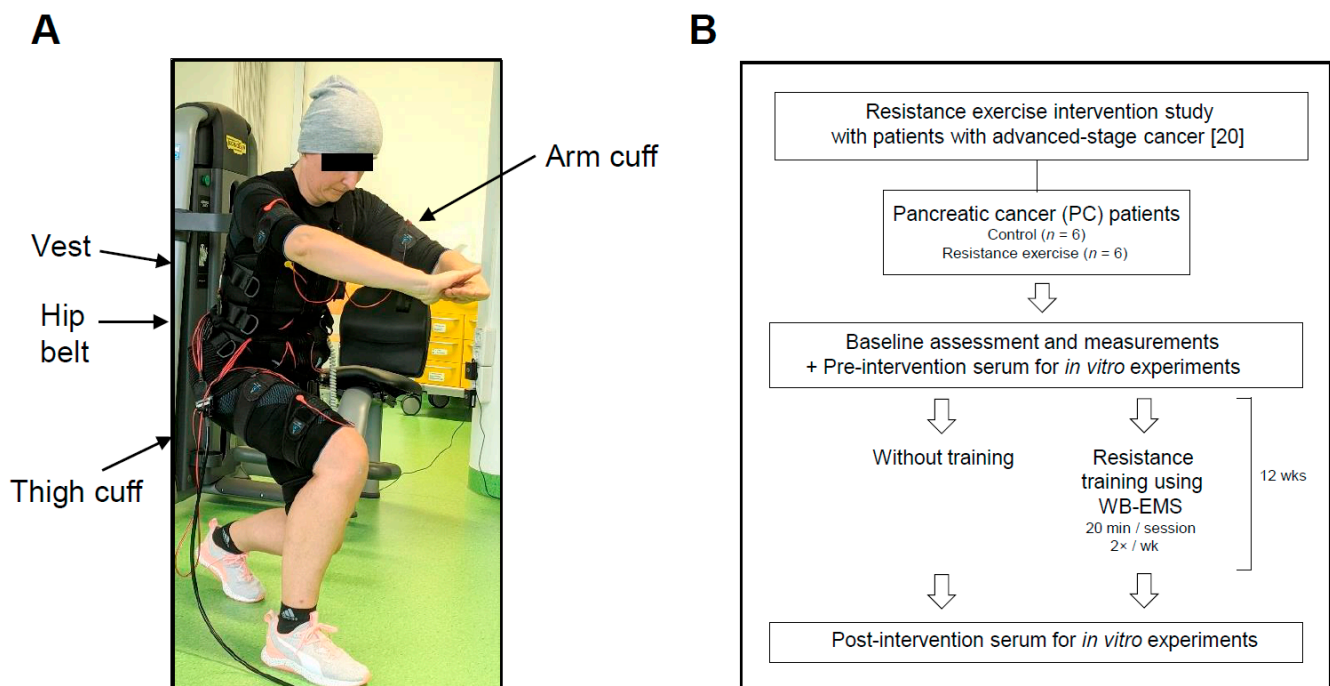 A
Arm cuff
Vest
Hip
belt
Thigh cuff
B
Resistance exercise intervention study
with patients with advanced-stage cancer [20]
Pancreatic cancer (PC) patients
Control (n = 6)
Resistance exercise (n = 6)
Baseline assessment and measurements
+ Pre-intervention serum for in vitro experiments
Without training
Resistance
training using
WB-EMS
20 min / session
2× / wk
12 wks
Post-intervention serum for in vitro experiments